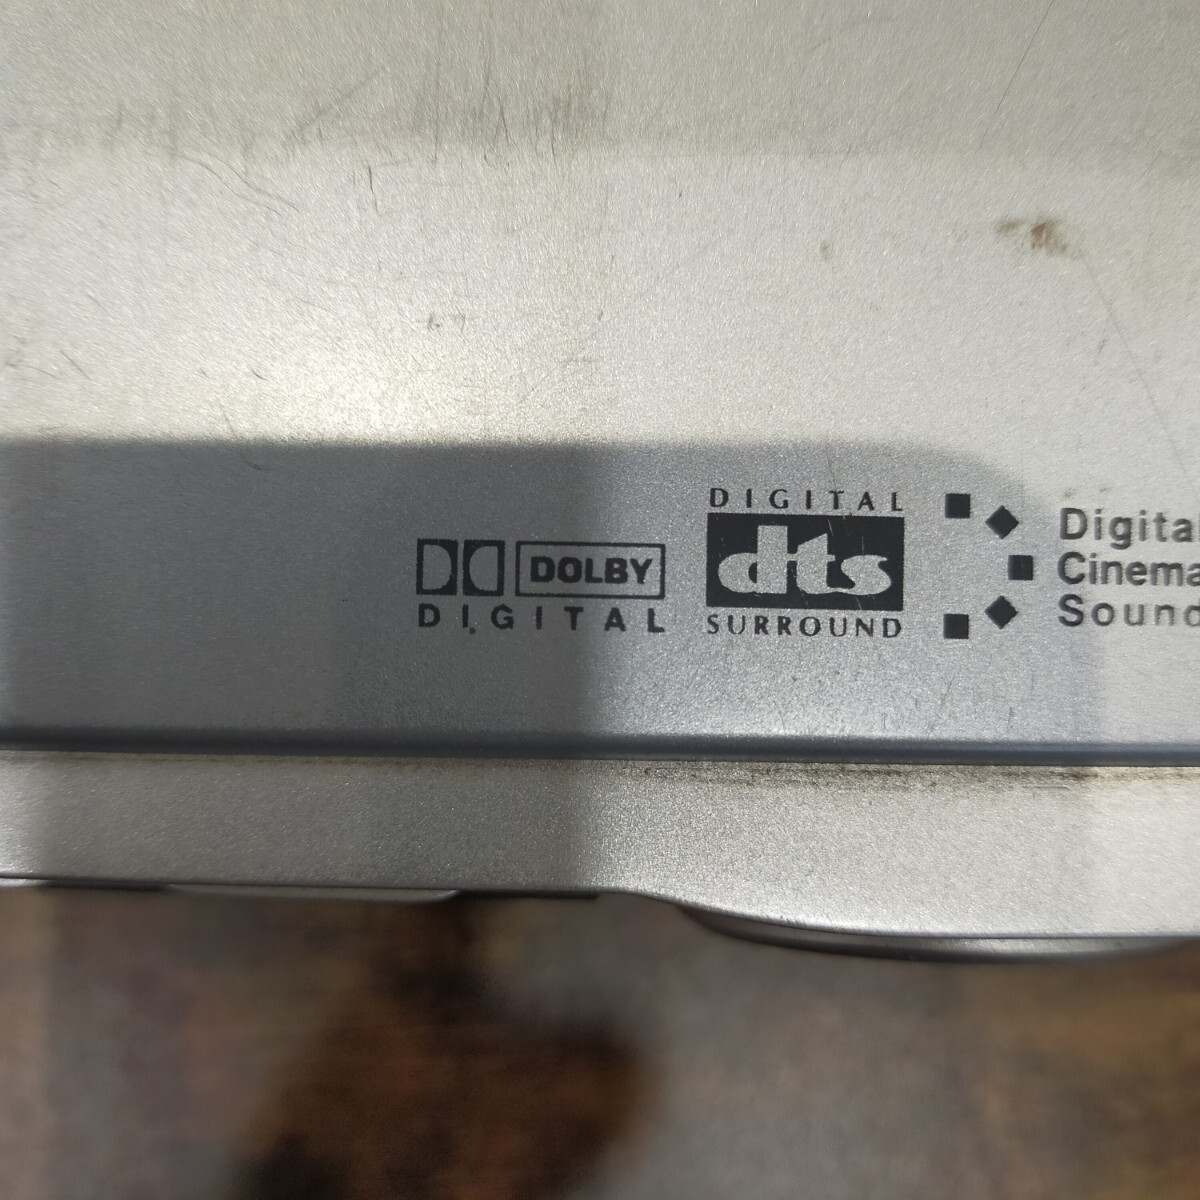 DOLBY
DIGITAL
DIGITAL
dts
SURROUND
Digital
Cinema
Sound